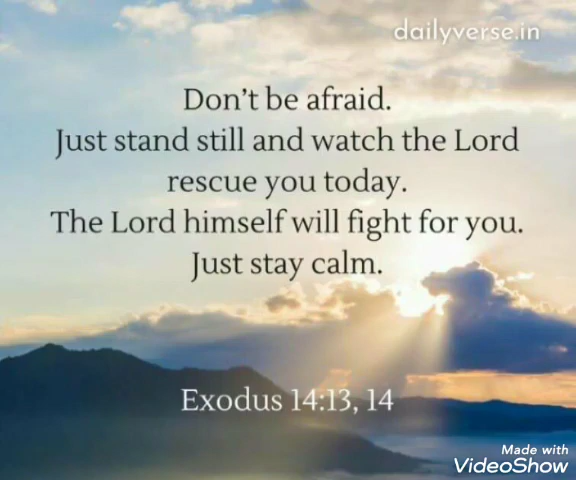 dailyverse.in
Don’t be afraid.
Just stand still and watch the Lord
rescue you today.
The Lord himself will fight for you.
Just stay calm.
Exodus 14:13, 14
Made with
VideoShow